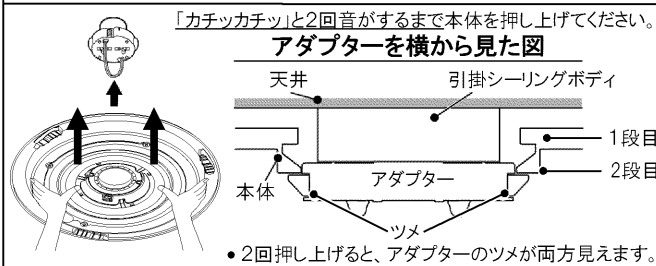 「カチッカチッ」と2回音がするまで本体を押し上げてください。
アダプターを横から見た図
天井
引掛シーリングボディ
1段目
2段目
本体
アダプター
ツメ
• 2回押し上げると、アダプターのツメが両方見えます。